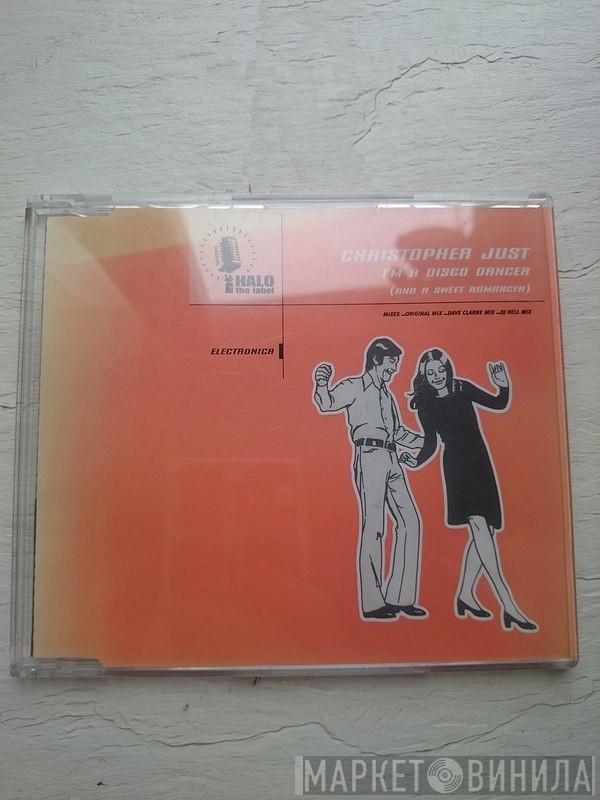 HALO
the label
CHRISTOPHER JUST
I'M A DISCO DANCER
(AND A SWEET ROMANCER)
MIXES ...ORIGINAL MIX ...DAVE CLARKE MIX ...DJ HELL MIX
ELECTRONICA
МАРКЕТ ВИНИЛА